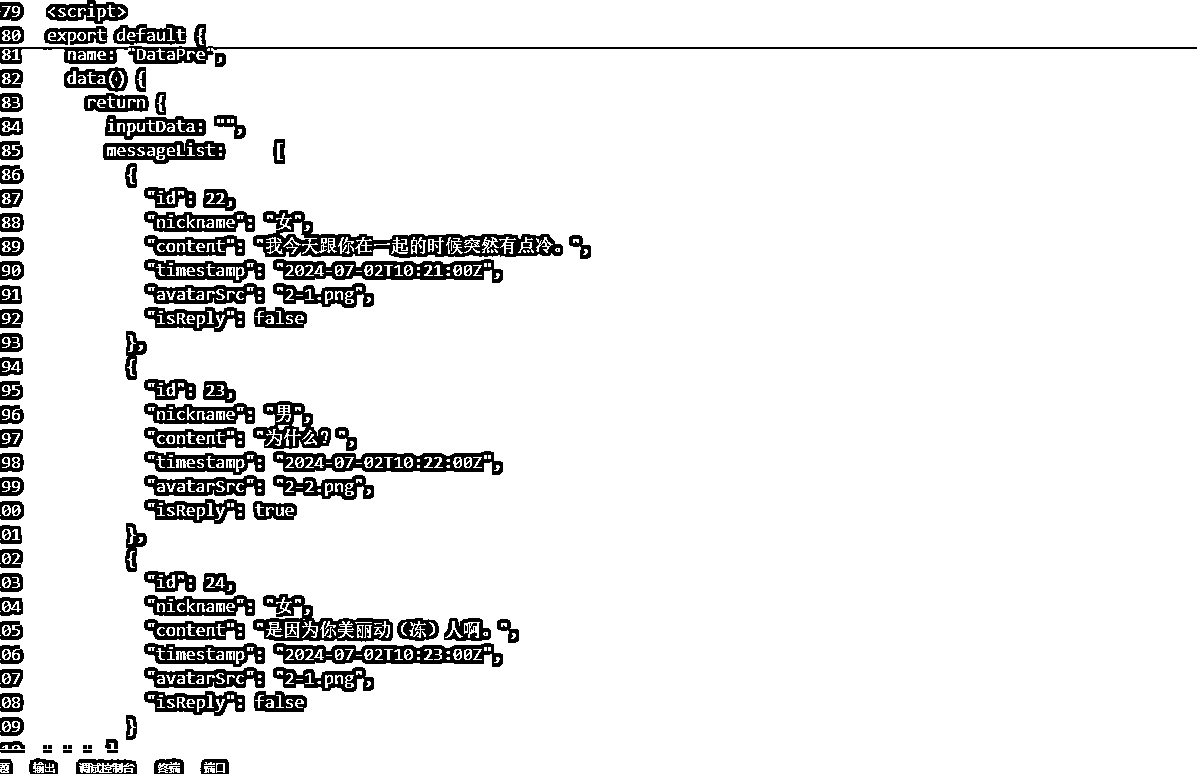 79 <script>
80 export default {
81 name: "DataPre",
82 data() {
83 return {
84 inputData: "",
85 messageList: [
86 {
87 "id": 22,
88 "nickname": "女",
89 "content": "我今天跟你在一起的时候突然有点冷。",
90 "timestamp": "2024-07-02T10:21:00Z",
91 "avatarSrc": "2-1.png",
92 "isReply": false
93 },
94 {
95 "id": 23,
96 "nickname": "男",
97 "content": "为什么？",
98 "timestamp": "2024-07-02T10:22:00Z",
99 "avatarSrc": "2-2.png",
00 "isReply": true
01 },
02 {
03 "id": 24,
04 "nickname": "女",
05 "content": "是因为你美丽动（冻）人啊。",
06 "timestamp": "2024-07-02T10:23:00Z",
07 "avatarSrc": "2-1.png",
08 "isReply": false
09 }
10 ]
题 输出 调试控制台 终端 端口